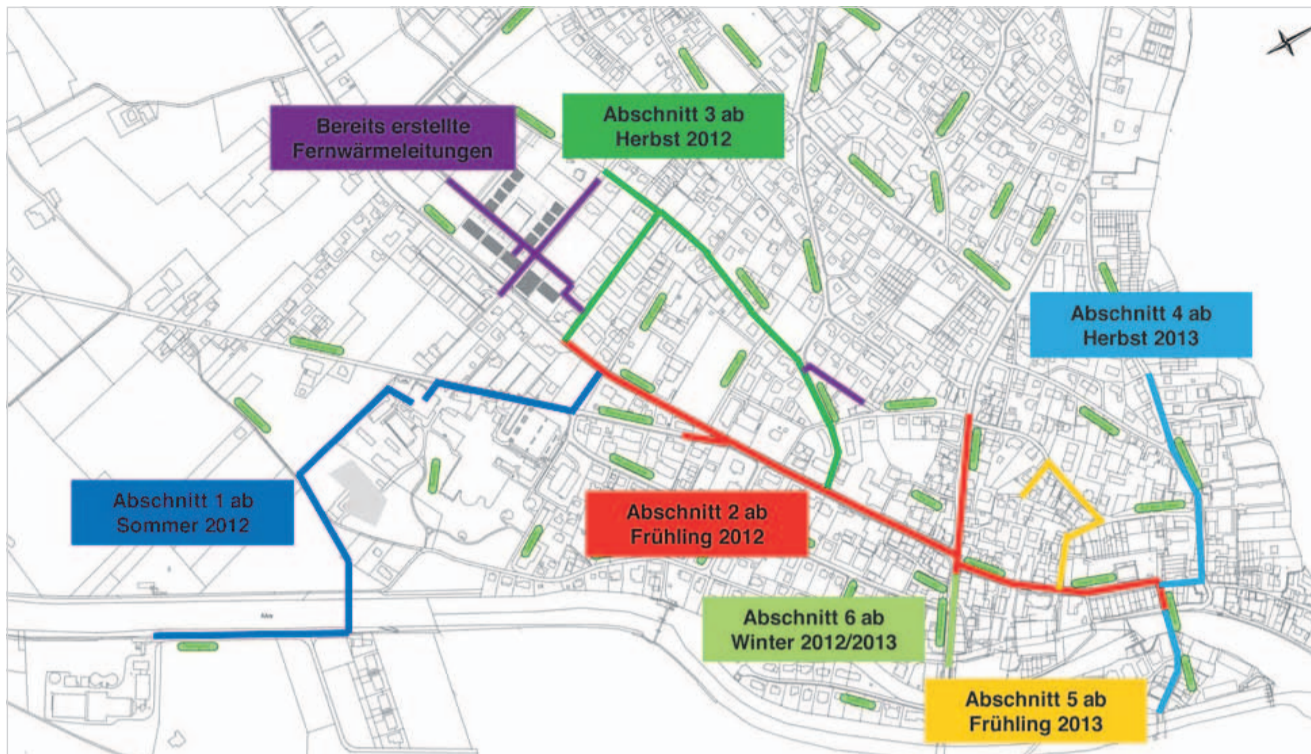 Bereits erstellte
Fernwärmeleitungen
Abschnitt 3 ab
Herbst 2012
Abschnitt 4 ab
Herbst 2013
Abschnitt 1 ab
Sommer 2012
Abschnitt 2 ab
Frühling 2012
Abschnitt 6 ab
Winter 2012/2013
Abschnitt 5 ab
Frühling 2013